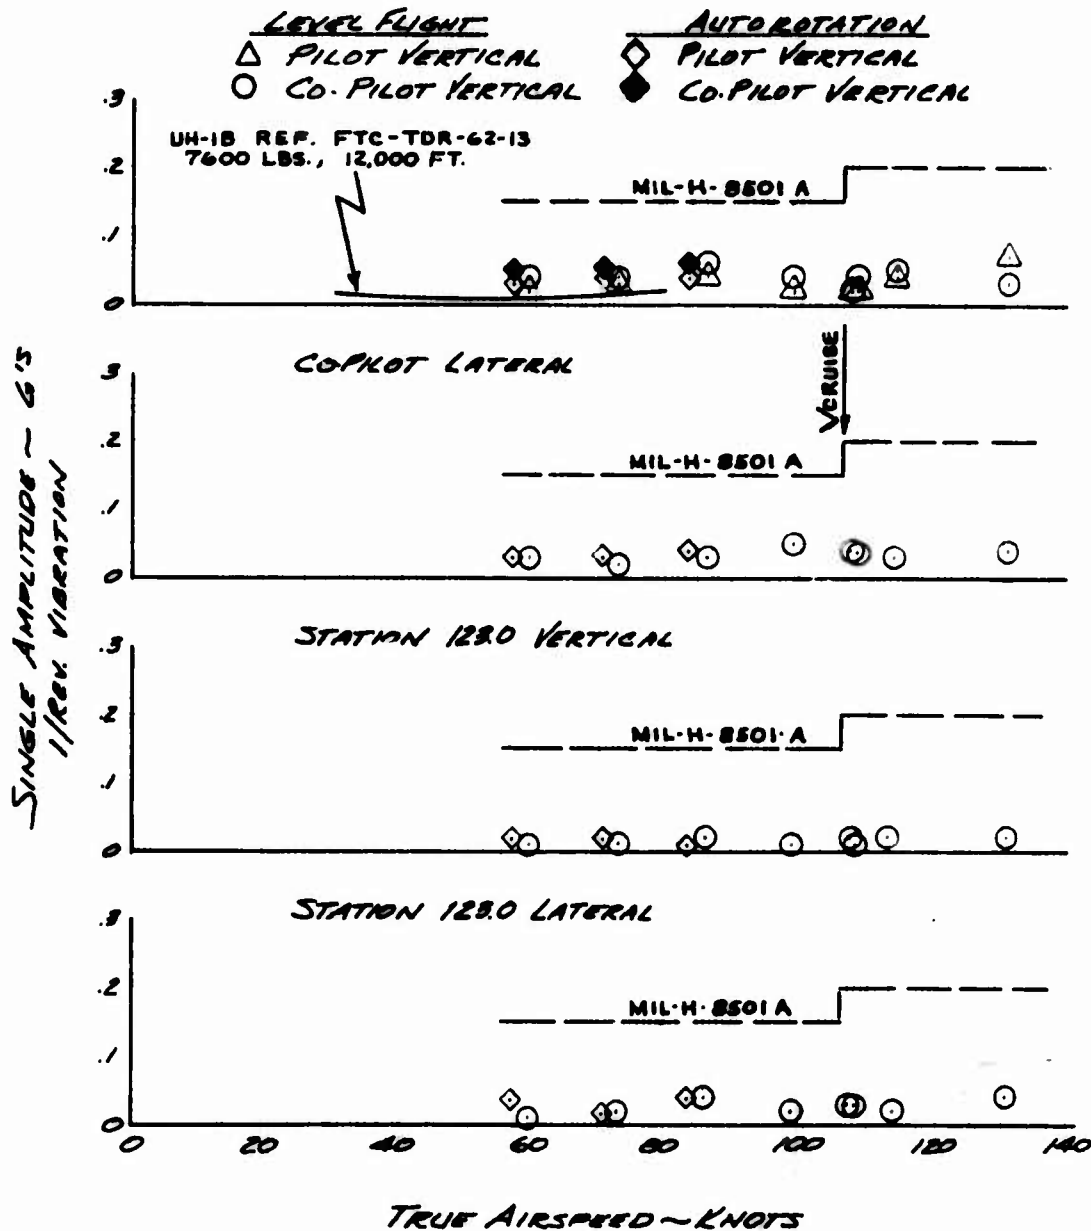 LEVEL FLIGHT
AUTOROTATION
△ PILOT VERTICAL
◇ PILOT VERTICAL
○ CO-PILOT VERTICAL
◆ CO-PILOT VERTICAL
.3
UH-1B REF. FTC-TDR-62-13
7600 LBS., 12,000 FT.
.2
MIL-H-8501 A
.1
0
.3
COPILOT LATERAL
VCRUISE
.2
MIL-H-8501 A
.1
0
.3
STATION 123.0 VERTICAL
.2
MIL-H-8501-A
.1
0
.3
STATION 123.0 LATERAL
.2
MIL-H-8501 A
.1
0
0 20 40 60 80 100 120 140
TRUE AIRSPEED ~ KNOTS
SINGLE AMPLITUDE ~ G'S
1/REV. VIBRATION